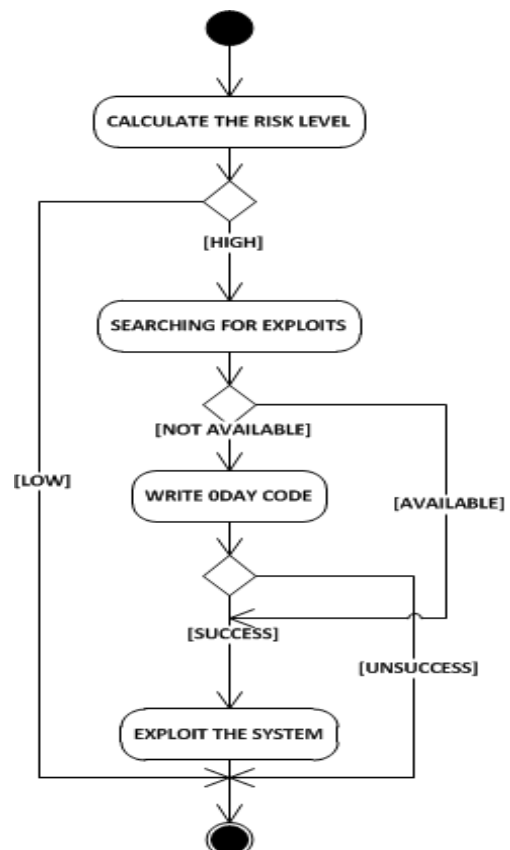 CALCULATE THE RISK LEVEL
[HIGH]
SEARCHING FOR EXPLOITS
[NOT AVAILABLE]
[LOW]
WRITE 0DAY CODE
[AVAILABLE]
[SUCCESS]
[UNSUCCESS]
EXPLOIT THE SYSTEM